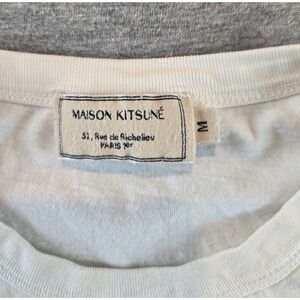 MAISON KITSUNÉ
52, Rue de Richelieu
PARIS 1er
M